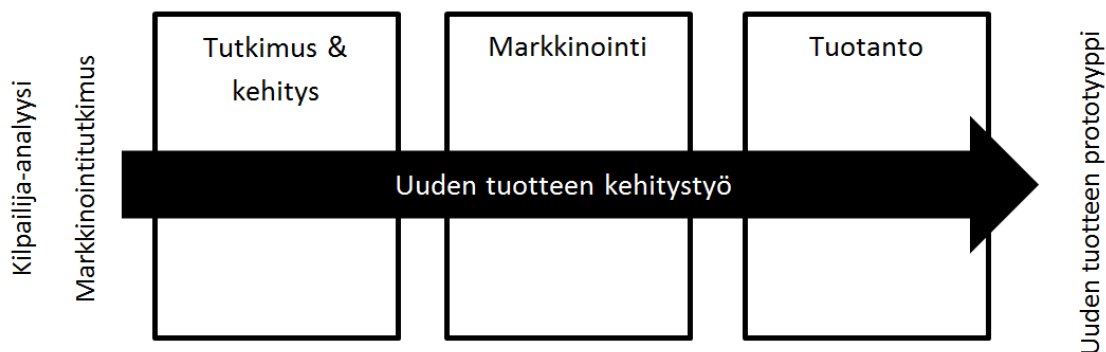 Kilpailija-analyysi
Markkinointitutkimus
Tutkimus &
kehitys
Markkinointi
Tuotanto
Uuden tuotteen kehitystyö
Uuden tuotteen prototyyppi